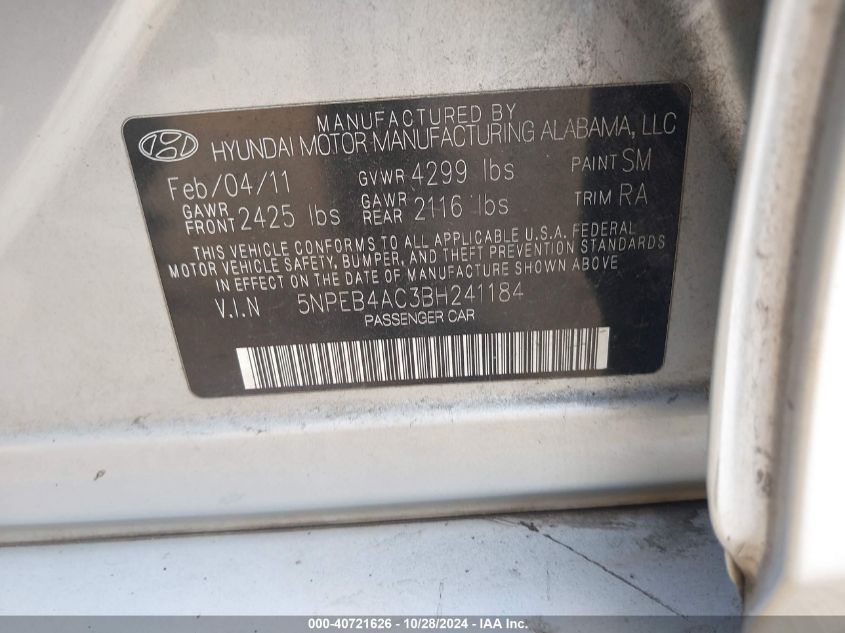 MANUFACTURED BY
HYUNDAI MOTOR MANUFACTURING ALABAMA, LLC
Feb/04/11 GVWR 4299 lbs PAINT SM
GAWR FRONT 2425 lbs GAWR REAR 2116 lbs TRIM RA
THIS VEHICLE CONFORMS TO ALL APPLICABLE U.S.A. FEDERAL
MOTOR VEHICLE SAFETY, BUMPER, AND THEFT PREVENTION STANDARDS
IN EFFECT ON THE DATE OF MANUFACTURE SHOWN ABOVE
V.I.N 5NPEB4AC3BH241184
PASSENGER CAR
000-40721626 - 10/28/2024 - IAA Inc.